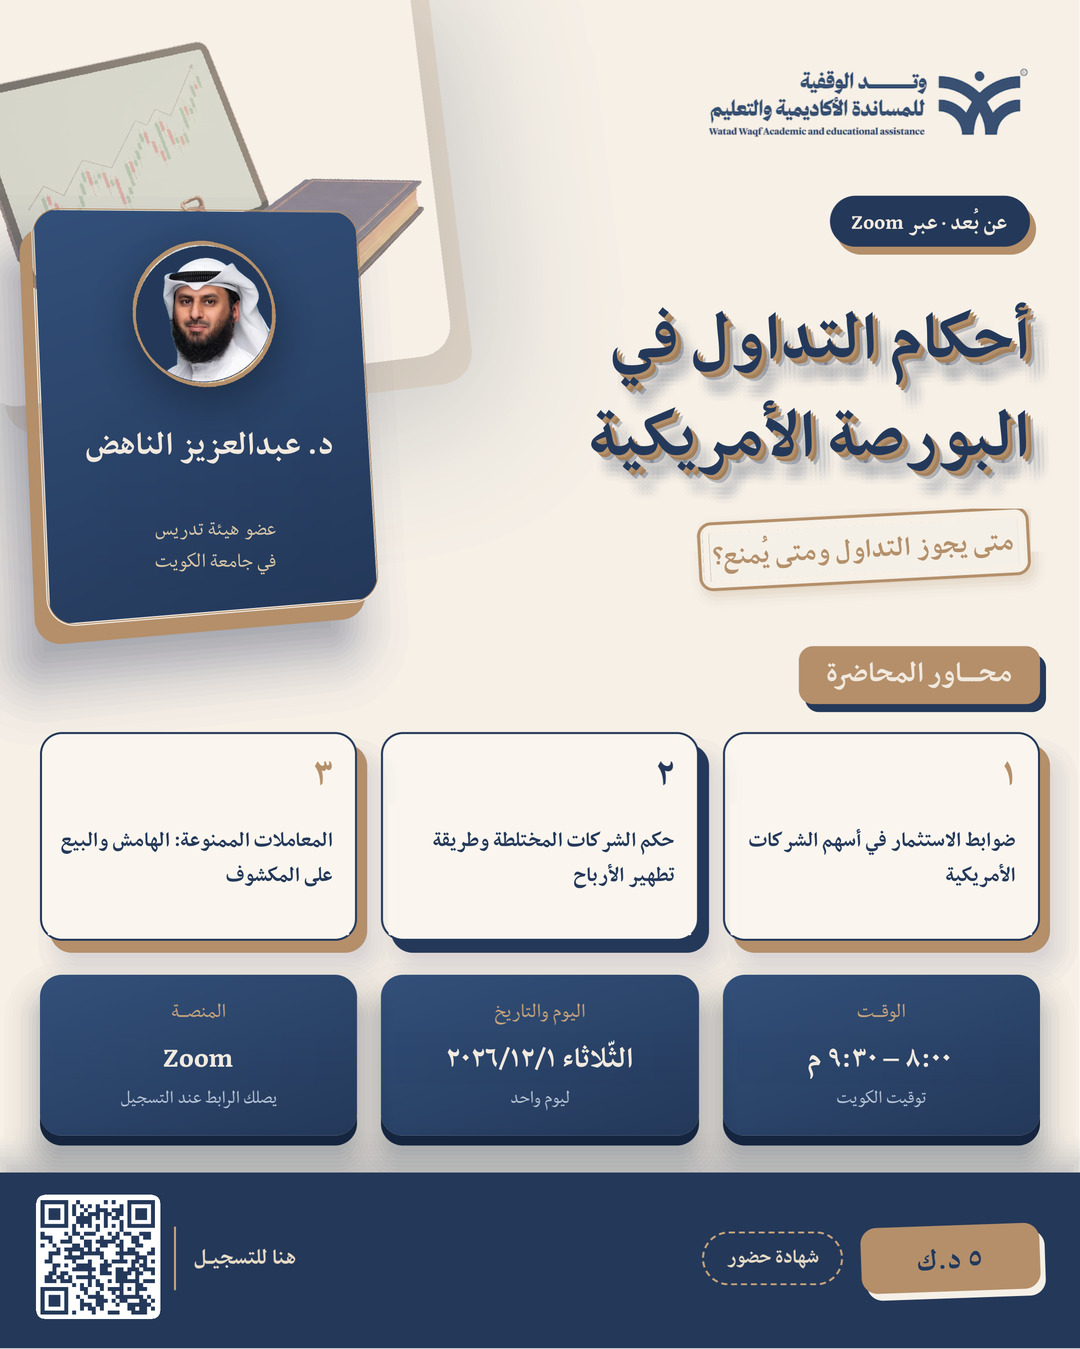 وتــــد الوقفية
للمساندة الأكاديمية والتعليم
Watad Waqf Academic and educational assistance
عن بُعد · عبر Zoom
أحكام التداول في
البورصة الأمريكية
متى يجوز التداول ومتى يُمنع؟
د. عبدالعزيز الناهض
عضو هيئة تدريس
في جامعة الكويت
محـــاور المحاضرة
١
ضوابط الاستثمار في أسهم الشركات
الأمريكية
٢
حكم الشركات المختلطة وطريقة
تطهير الأرباح
٣
المعاملات الممنوعة: الهامش والبيع
على المكشوف
الوقــت
٨:٠٠ – ٩:٣٠ م
توقيت الكويت
اليوم والتاريخ
الثّلاثاء ٢٠٢٦/١٢/١
ليوم واحد
المنصــة
Zoom
يصلك الرابط عند التسجيل
٥ د.ك
شهادة حضور
هنا للتسجيـل